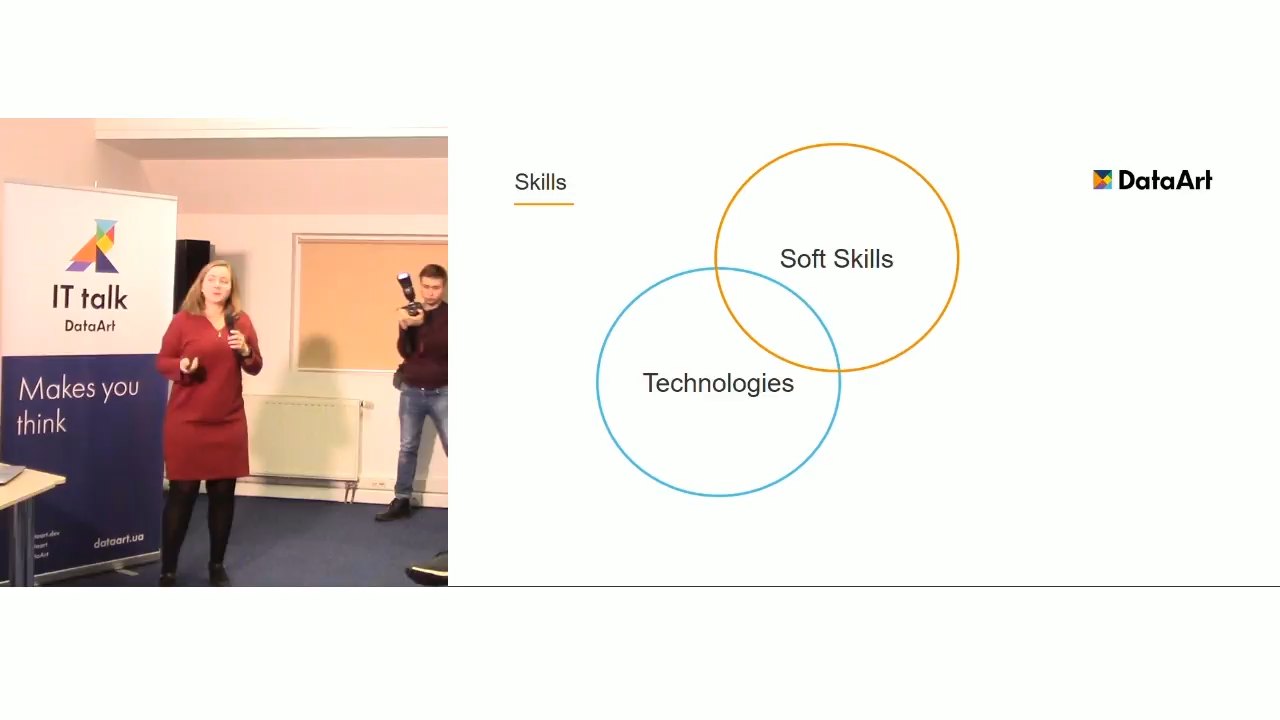 IT talk
DataArt
Makes you
think
dataart.ua
Skills
Soft Skills
Technologies
DataArt